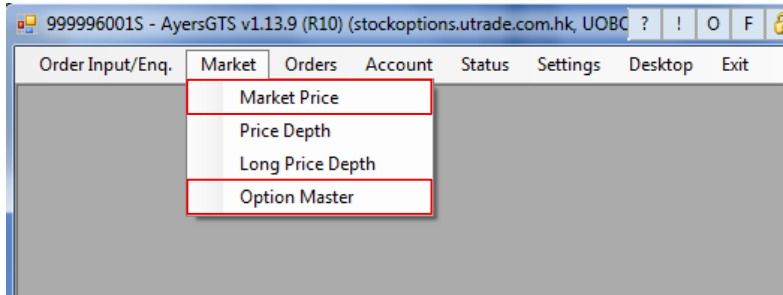 999996001S - AyersGTS v1.13.9 (R10) (stockoptions.utrade.com.hk, UOBC ? ! O F
Order Input/Enq. Market Orders Account Status Settings Desktop Exit
Market Price
Price Depth
Long Price Depth
Option Master